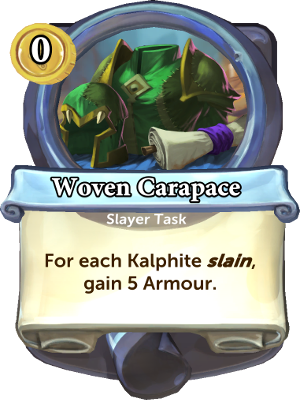 0
Woven Carapace
Slayer Task
For each Kalphite slain,
gain 5 Armour.